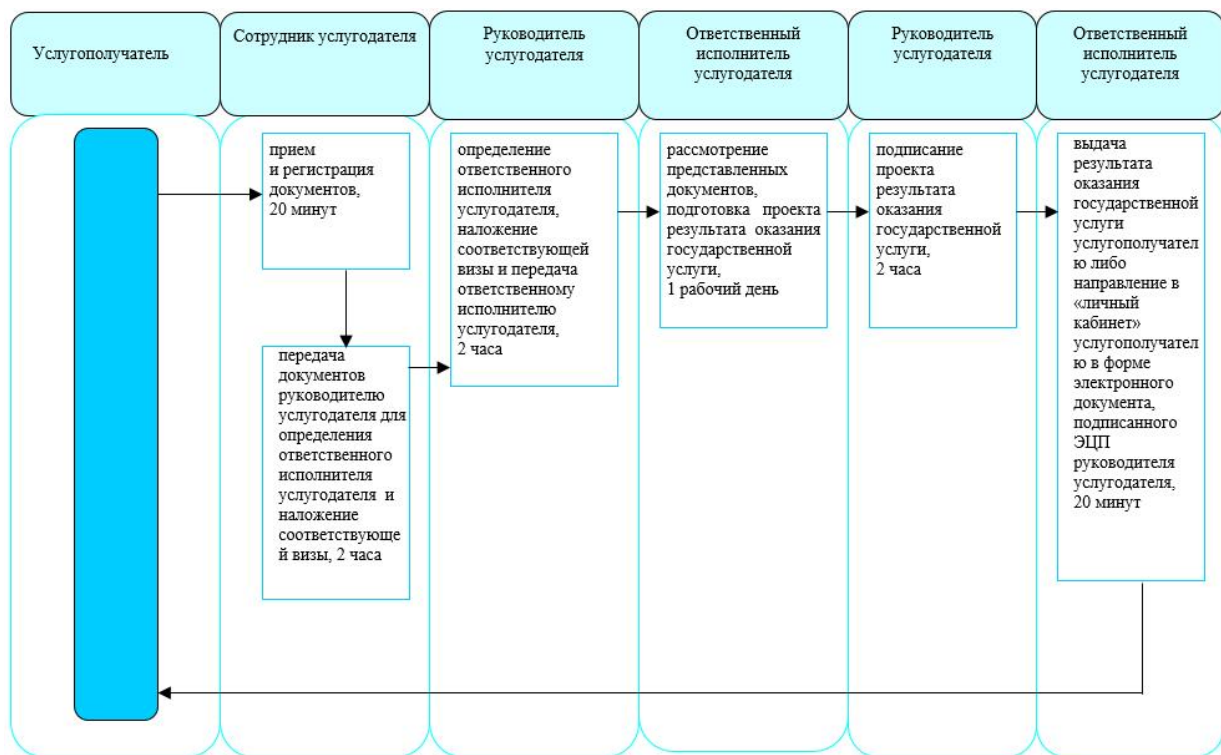 Услугополучатель
Сотрудник услугодателя
Руководитель
услугодателя
Ответственный
исполнитель
услугодателя
Руководитель
услугодателя
Ответственный
исполнитель
услугодателя
прием
и регистрация
документов,
20 минут
передача
документов
руководителю
услугодателя для
определения
ответственного
исполнителя
услугодателя и
наложение
соответствующе
й визы, 2 часа
определение
ответственного
исполнителя
услугодателя,
наложение
соответствующей
визы и передача
ответственному
исполнителю
услугодателя,
2 часа
рассмотрение
представленных
документов,
подготовка проекта
результата оказания
государственной
услуги,
1 рабочий день
подписание
проекта
результата
оказания
государственной
услуги,
2 часа
выдача
результата
оказания
государственной
услуги
услугополучател
ю либо
направление в
«личный
кабинет»
услугополучател
ю в форме
электронного
документа,
подписанного
ЭЦП
руководителя
услугодателя,
20 минут